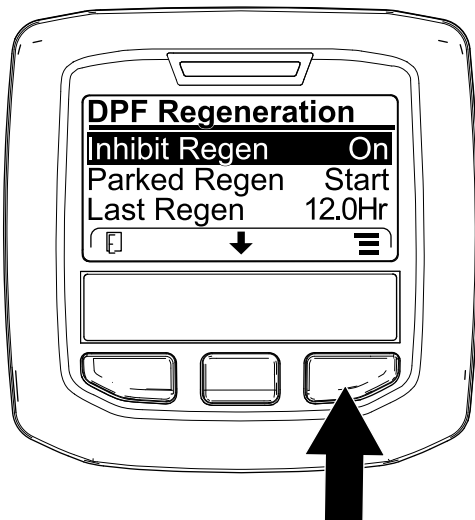 DPF Regeneration
Inhibit Regen On
Parked Regen Start
Last Regen 12.0Hr